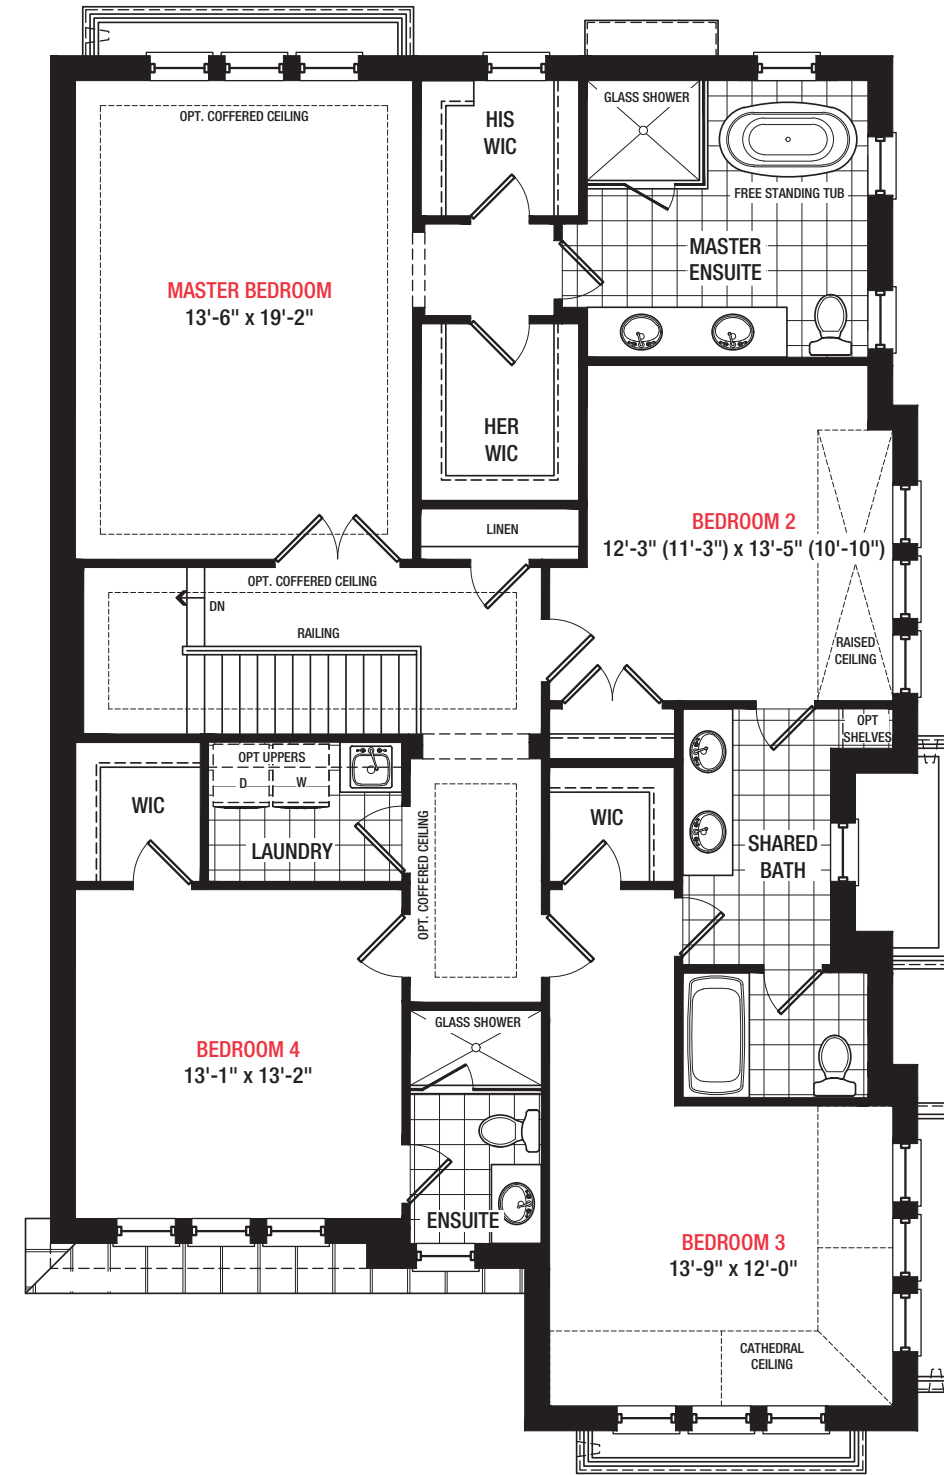 OPT. COFFERED CEILING
HIS
WIC
GLASS SHOWER
FREE STANDING TUB
MASTER
ENSUITE
MASTER BEDROOM
13'-6" x 19'-2"
HER
WIC
LINEN
BEDROOM 2
12'-3" (11'-3") x 13'-5" (10'-10")
OPT. COFFERED CEILING
DN
RAILING
RAISED
CEILING
OPT
SHELVES
OPT UPPERS
D
W
WIC
LAUNDRY
OPT. COFFERED CEILING
WIC
SHARED
BATH
GLASS SHOWER
BEDROOM 4
13'-1" x 13'-2"
ENSUITE
BEDROOM 3
13'-9" x 12'-0"
CATHEDRAL
CEILING